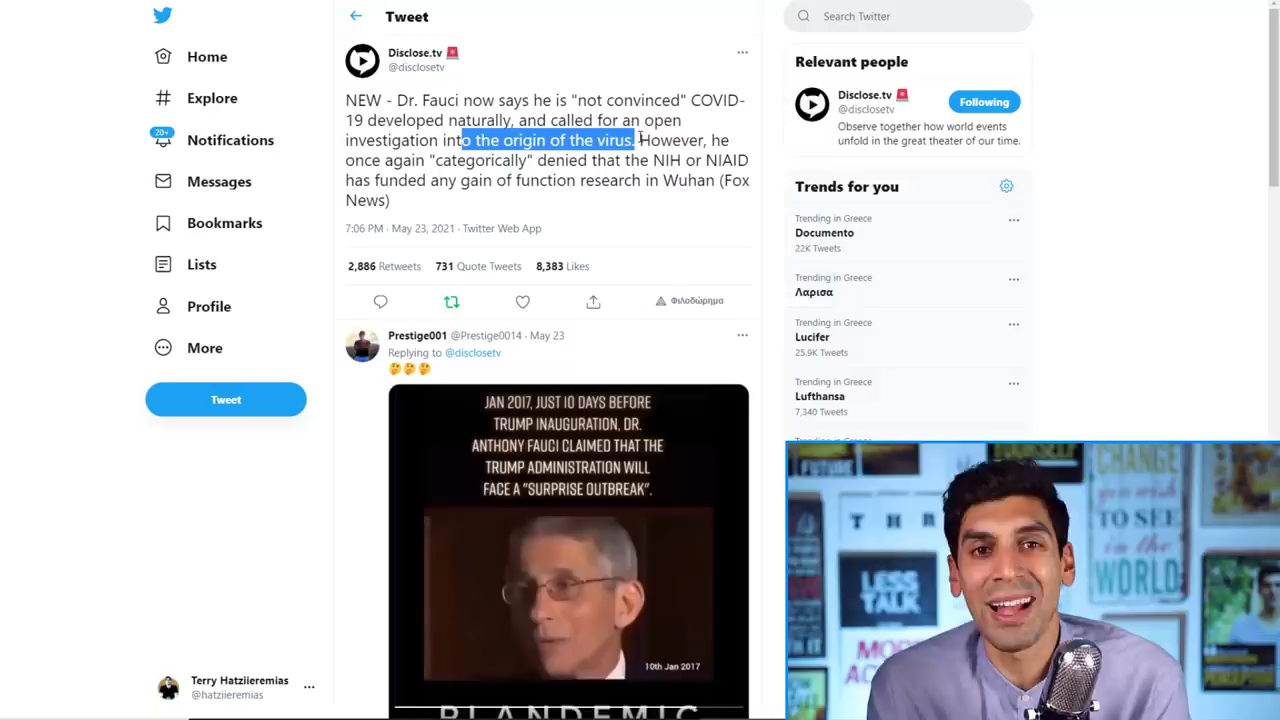 Home
Explore
20+
Notifications
Messages
Bookmarks
Lists
Profile
More
Tweet
Terry Hatziieremias
@hatziieremias
Tweet
Disclose.tv
@disclosetv
NEW - Dr. Fauci now says he is "not convinced" COVID-
19 developed naturally, and called for an open
investigation into the origin of the virus. However, he
once again "categorically" denied that the NIH or NIAID
has funded any gain of function research in Wuhan (Fox
News)
7:06 PM · May 23, 2021 · Twitter Web App
2,886 Retweets 731 Quote Tweets 8,383 Likes
Φιλοδώρημα
Prestige001 @Prestige0014 · May 23
Replying to @disclosetv
JAN 2017, JUST 10 DAYS BEFORE
TRUMP INAUGURATION, DR.
ANTHONY FAUCI CLAIMED THAT THE
TRUMP ADMINISTRATION WILL
FACE A "SURPRISE OUTBREAK".
10th Jan 2017
PLANDEMIC
Search Twitter
Relevant people
Disclose.tv
@disclosetv
Following
Observe together how world events
unfold in the great theater of our time.
Trends for you
Trending in Greece
Documento
22K Tweets
Trending in Greece
Λαρισα
Trending in Greece
Lucifer
25.9K Tweets
Trending in Greece
Lufthansa
7,340 Tweets
FUTURE
THR
LESS
TALK
CHANGE
you wish
TO SEE
in the
WORLD